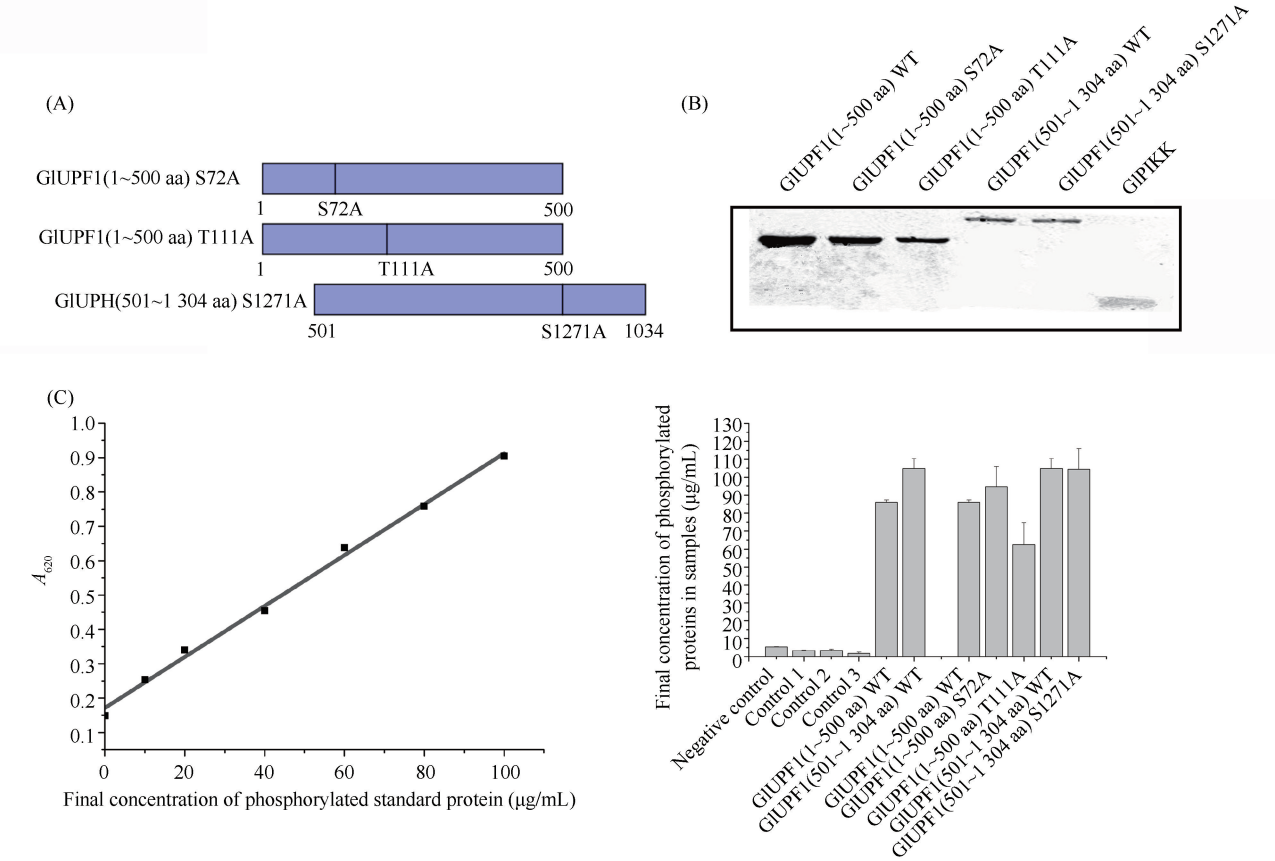 (A)
GlUPF1(1~500 aa) S72A
1 S72A 500
GlUPF1(1~500 aa) T111A
1 T111A 500
GlUPH(501~1 304 aa) S1271A
501 S1271A 1034
(B)
GlUPF1(1~500 aa) WT
GlUPF1(1~500 aa) S72A
GlUPF1(1~500 aa) T111A
GlUPF1(501~1 304 aa) WT
GlUPF1(501~1 304 aa) S1271A
GlPIKK
(C)
1.0
0.9
0.8
0.7
0.6
0.5
0.4
0.3
0.2
0.1
A620
0 20 40 60 80 100
Final concentration of phosphorylated standard protein (μg/mL)
Final concentration of phosphorylated
proteins in samples (μg/mL)
130
120
110
100
90
80
70
60
50
40
30
20
10
0
Negative control
Control 1
Control 2
Control 3
GlUPF1(1~500 aa) WT
GlUPF1(501~1 304 aa) WT
GlUPF1(1~500 aa) WT
GlUPF1(1~500 aa) S72A
GlUPF1(1~500 aa) T111A
GlUPF1(501~1 304 aa) WT
GlUPF1(501~1 304 aa) S1271A